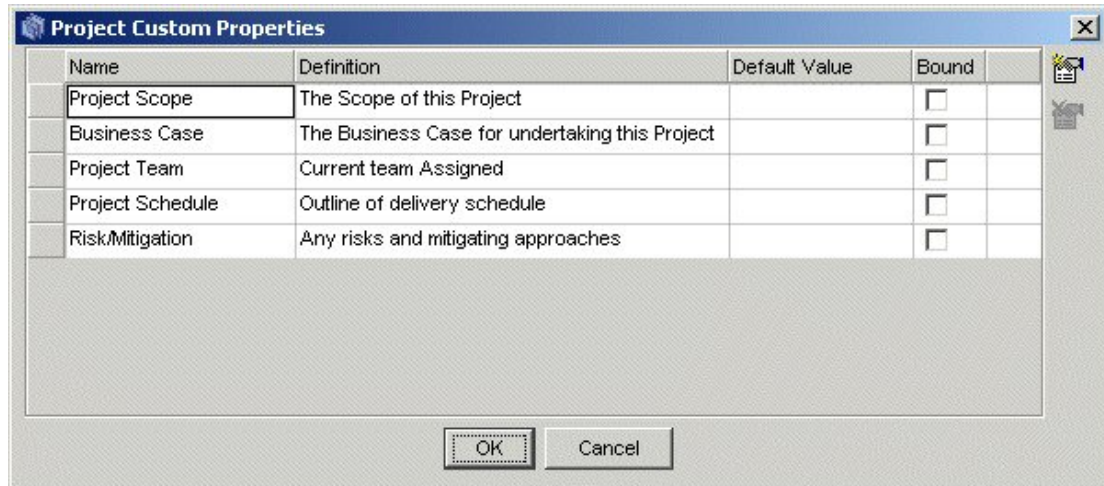 Project Custom Properties
Name Definition Default Value Bound
Project Scope The Scope of this Project
Business Case The Business Case for undertaking this Project
Project Team Current team Assigned
Project Schedule Outline of delivery schedule
Risk/Mitigation Any risks and mitigating approaches
OK Cancel